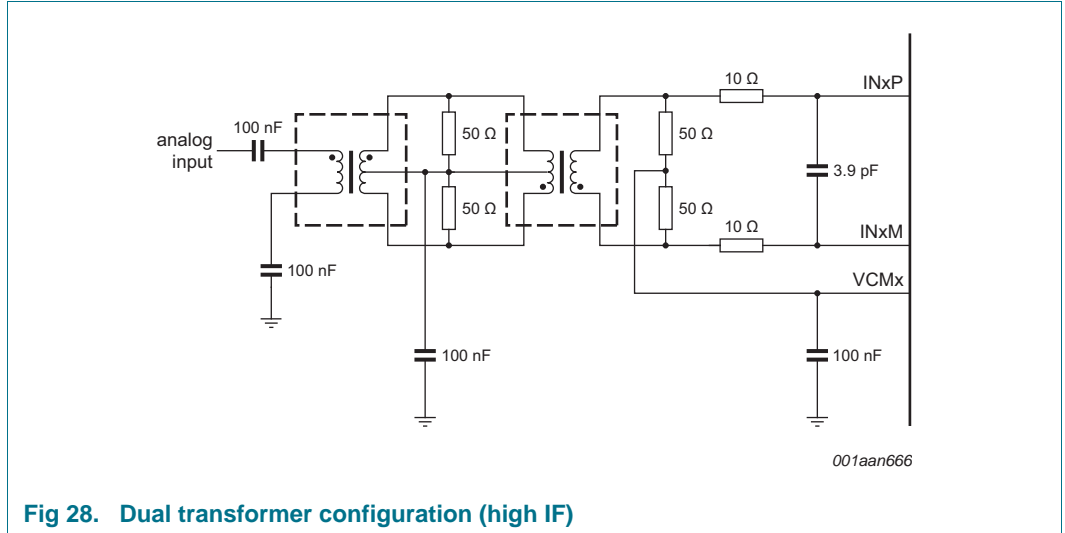 10 Ω
INxP
100 nF
analog
input
50 Ω
50 Ω
3.9 pF
50 Ω
50 Ω
10 Ω
INxM
100 nF
VCMx
100 nF
100 nF
001aan666
Fig 28. Dual transformer configuration (high IF)